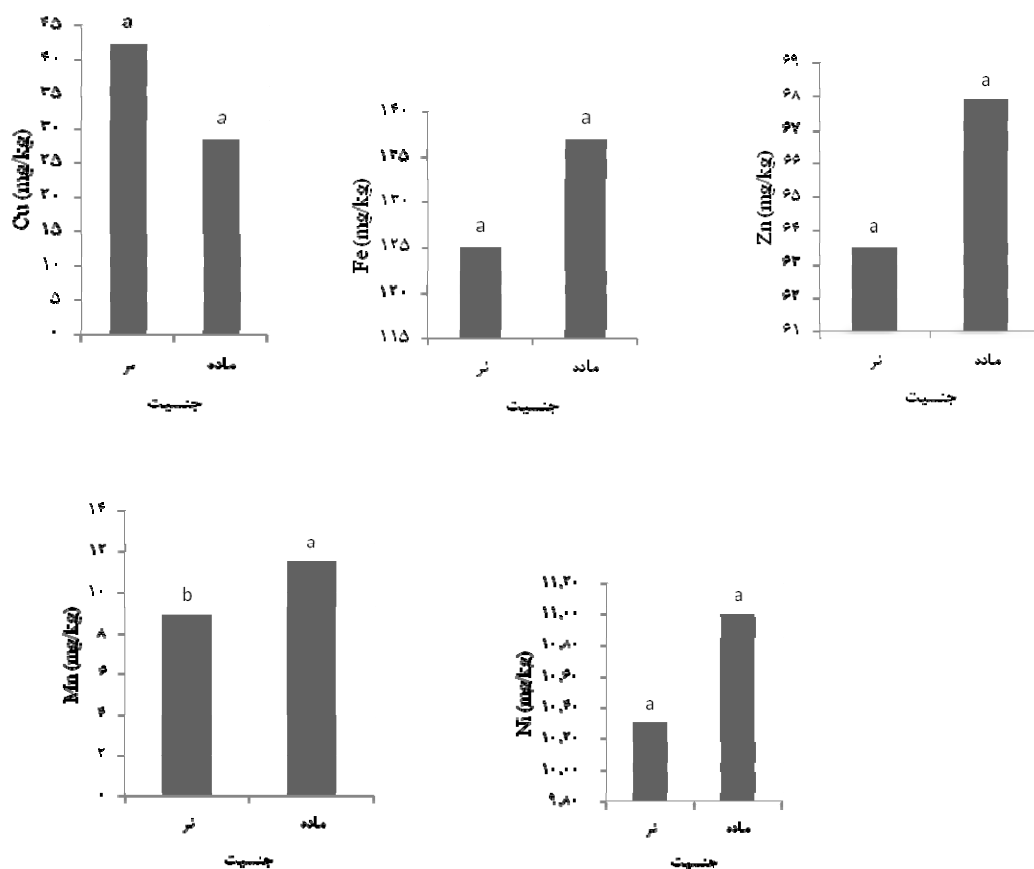 Cu (mg/kg)
۴۵
۴۰
۳۵
۳۰
۲۵
۲۰
۱۵
۱۰
۵
۰
a
a
نر
ماده
جنسیت
Fe (mg/kg)
۱۴۰
۱۳۵
۱۳۰
۱۲۵
۱۲۰
۱۱۵
a
a
نر
ماده
جنسیت
Zn (mg/kg)
۶۹
۶۸
۶۷
۶۶
۶۵
۶۴
۶۳
۶۲
۶۱
a
a
نر
ماده
جنسیت
Mn (mg/kg)
۱۴
۱۲
۱۰
۸
۶
۴
۲
۰
b
a
نر
ماده
جنسیت
Ni (mg/kg)
۱۱,۲۰
۱۱,۰۰
۱۰,۸۰
۱۰,۶۰
۱۰,۴۰
۱۰,۲۰
۱۰,۰۰
۹,۸۰
a
a
نر
ماده
جنسیت